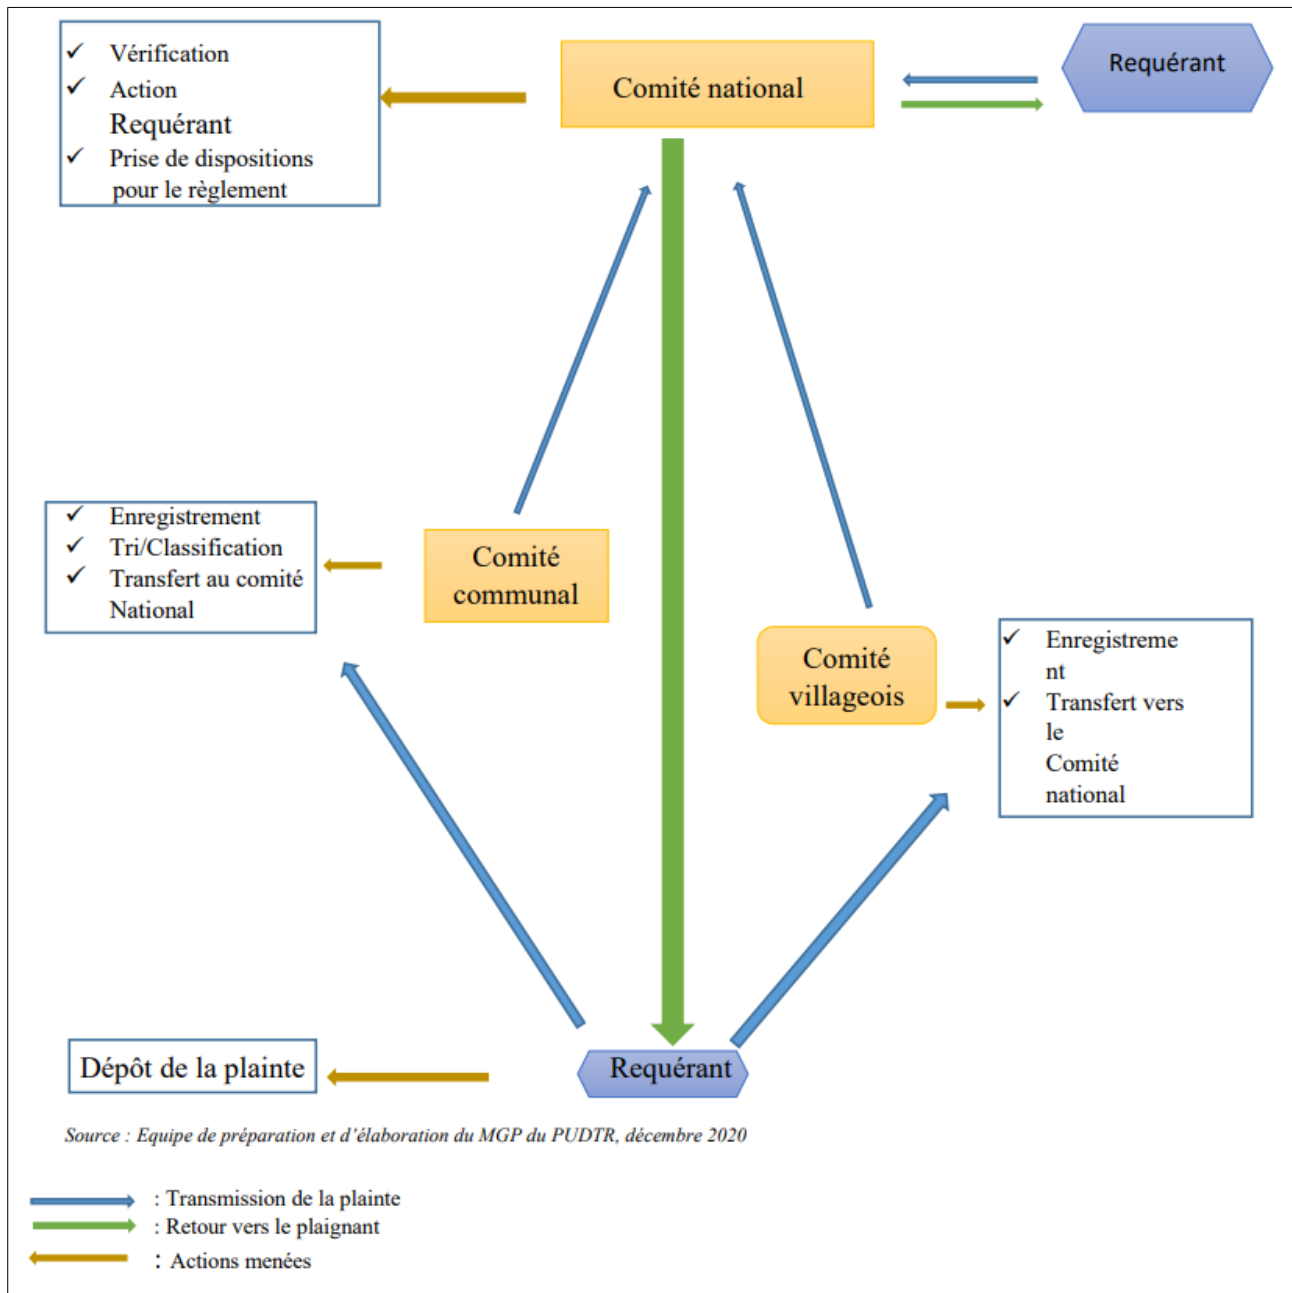 ✓ Vérification
✓ Action
Requérant
✓ Prise de dispositions
pour le règlement
Comité national
Requérant
✓ Enregistrement
✓ Tri/Classification
✓ Transfert au comité
National
Comité
communal
Comité
villageois
✓ Enregistreme
nt
✓ Transfert vers
le
Comité
national
Dépôt de la plainte
Requérant
Source : Equipe de préparation et d’élaboration du MGP du PUDTR, décembre 2020
: Transmission de la plainte
: Retour vers le plaignant
: Actions menées